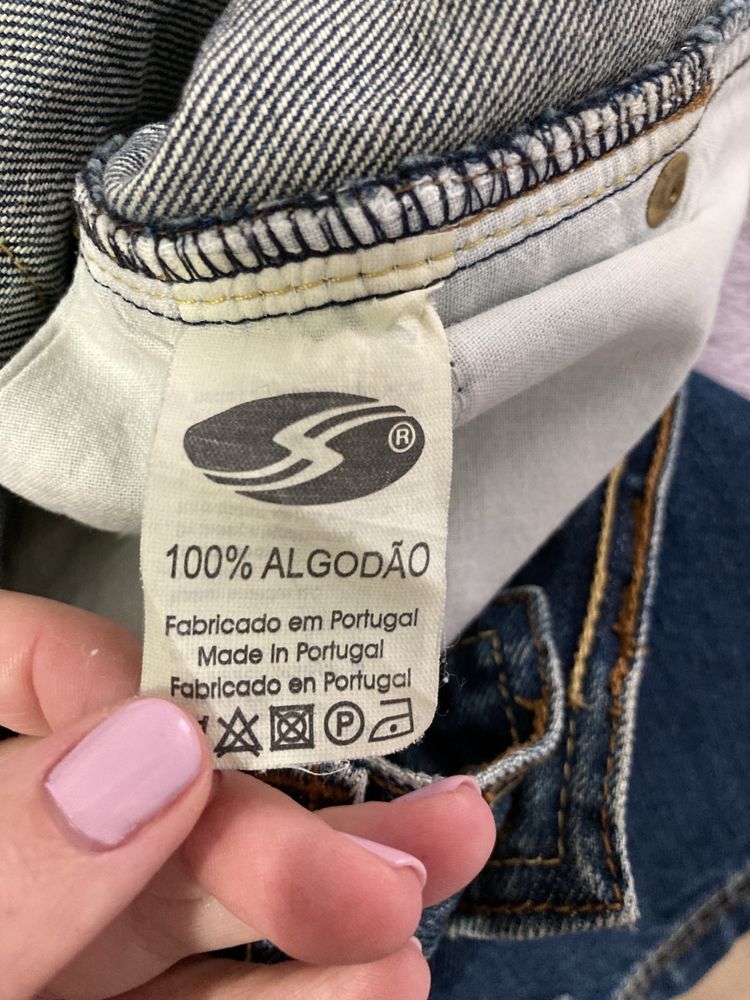 ®
100% ALGODÃO
Fabricado em Portugal
Made In Portugal
Fabricado en Portugal
P